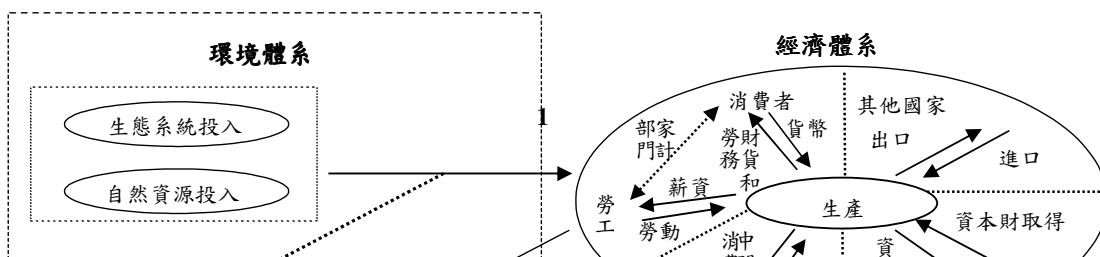 環境體系
生態系統投入
自然資源投入
1
經濟體系
消費者
貨幣
財貨和
勞務
家計
部門
其他國家
出口
進口
薪資
勞工
勞動
生產
資本財取得
中
消
資